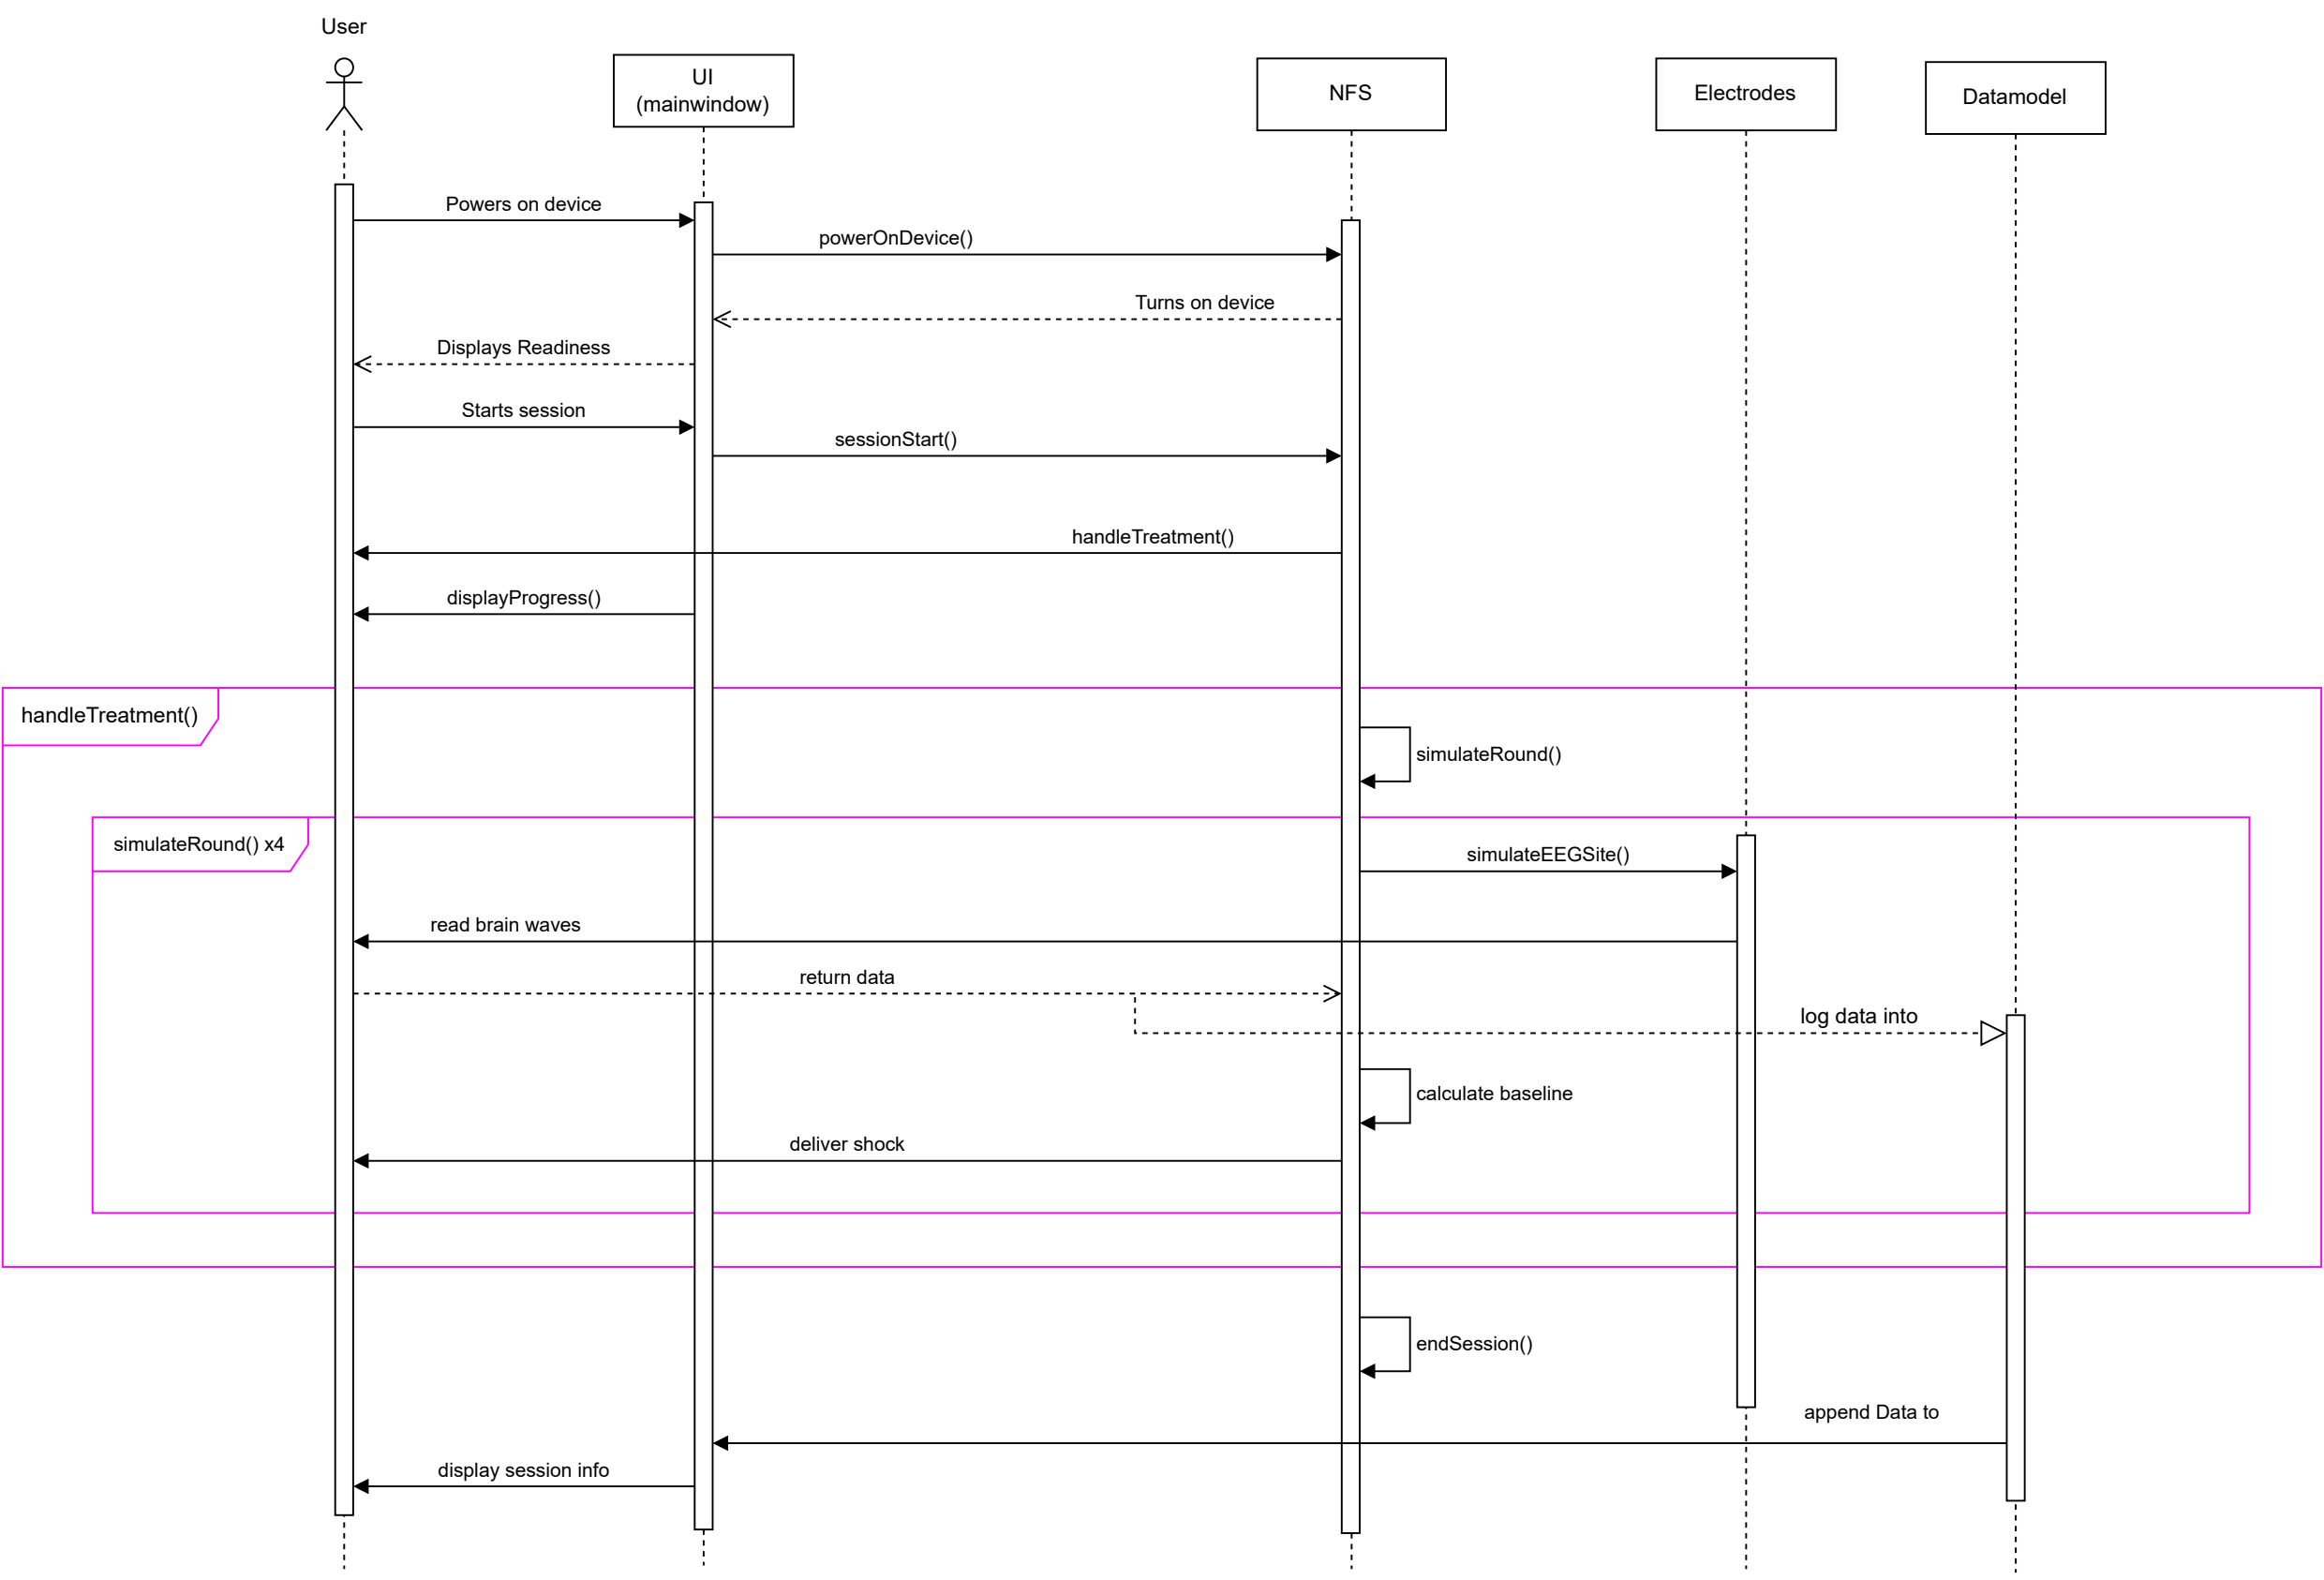 User
UI
(mainwindow)
NFS
Electrodes
Datamodel
Powers on device
powerOnDevice()
Turns on device
Displays Readiness
Starts session
sessionStart()
handleTreatment()
displayProgress()
handleTreatment()
simulateRound()
simulateRound() x4
simulateEEGSite()
read brain waves
return data
log data into
calculate baseline
deliver shock
endSession()
append Data to
display session info